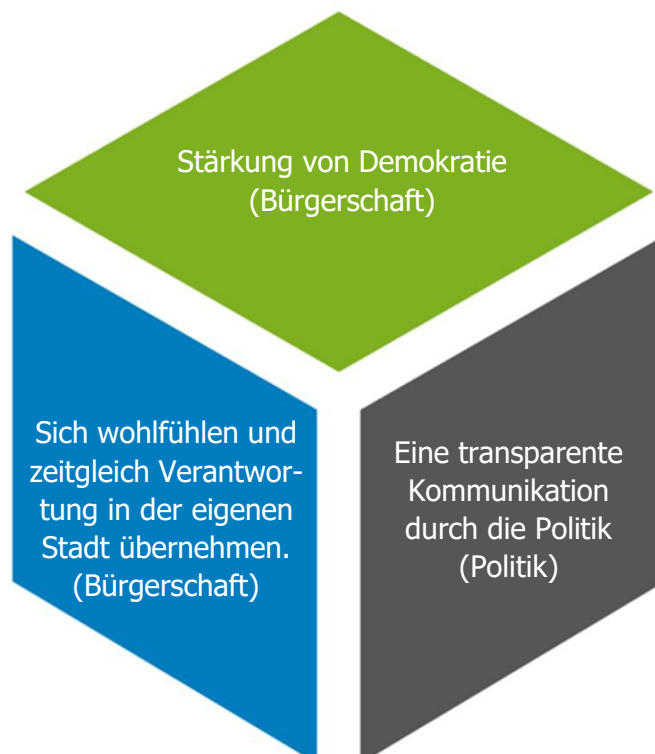 Stärkung von Demokratie
(Bürgerschaft)
Sich wohlfühlen und
zeitgleich Verantwor-
tung in der eigenen
Stadt übernehmen.
(Bürgerschaft)
Eine transparente
Kommunikation
durch die Politik
(Politik)